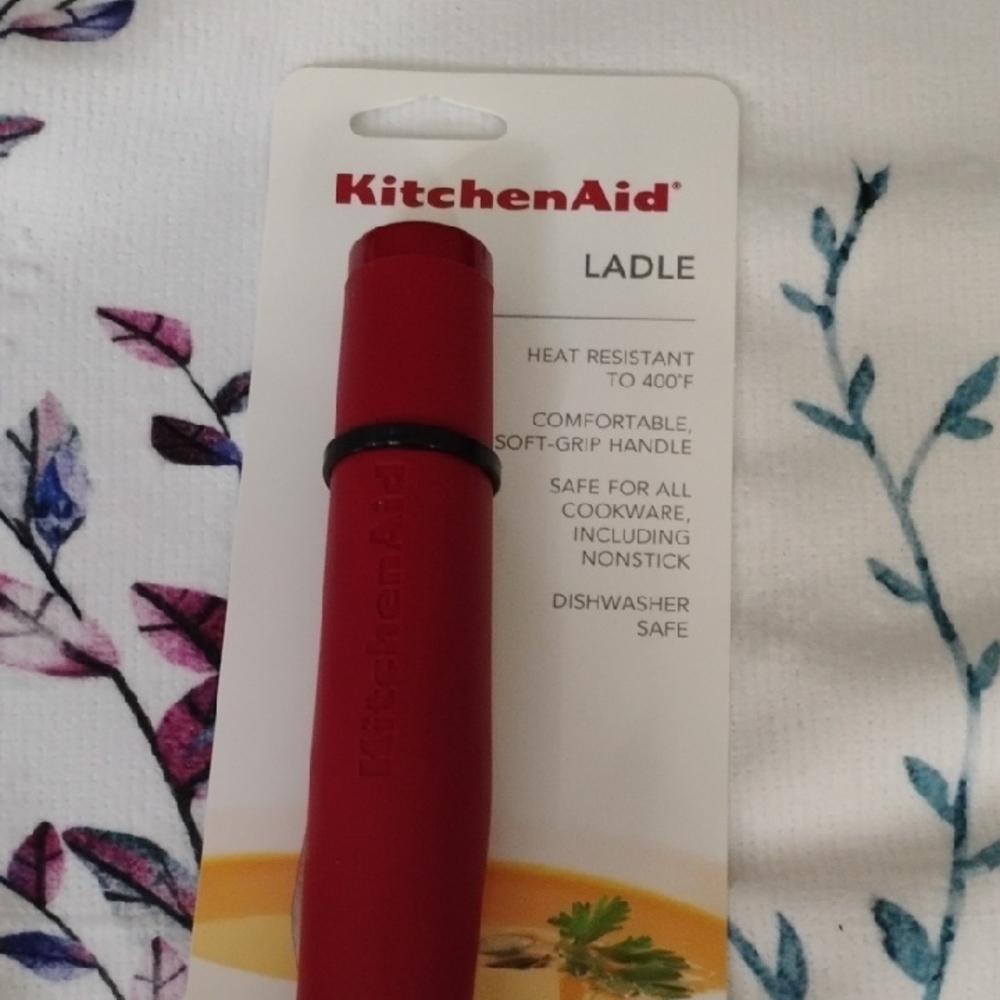 KitchenAid®
LADLE
HEAT RESISTANT
TO 400°F
COMFORTABLE,
SOFT-GRIP HANDLE
SAFE FOR ALL
COOKWARE,
INCLUDING
NONSTICK
DISHWASHER
SAFE
KitchenAid